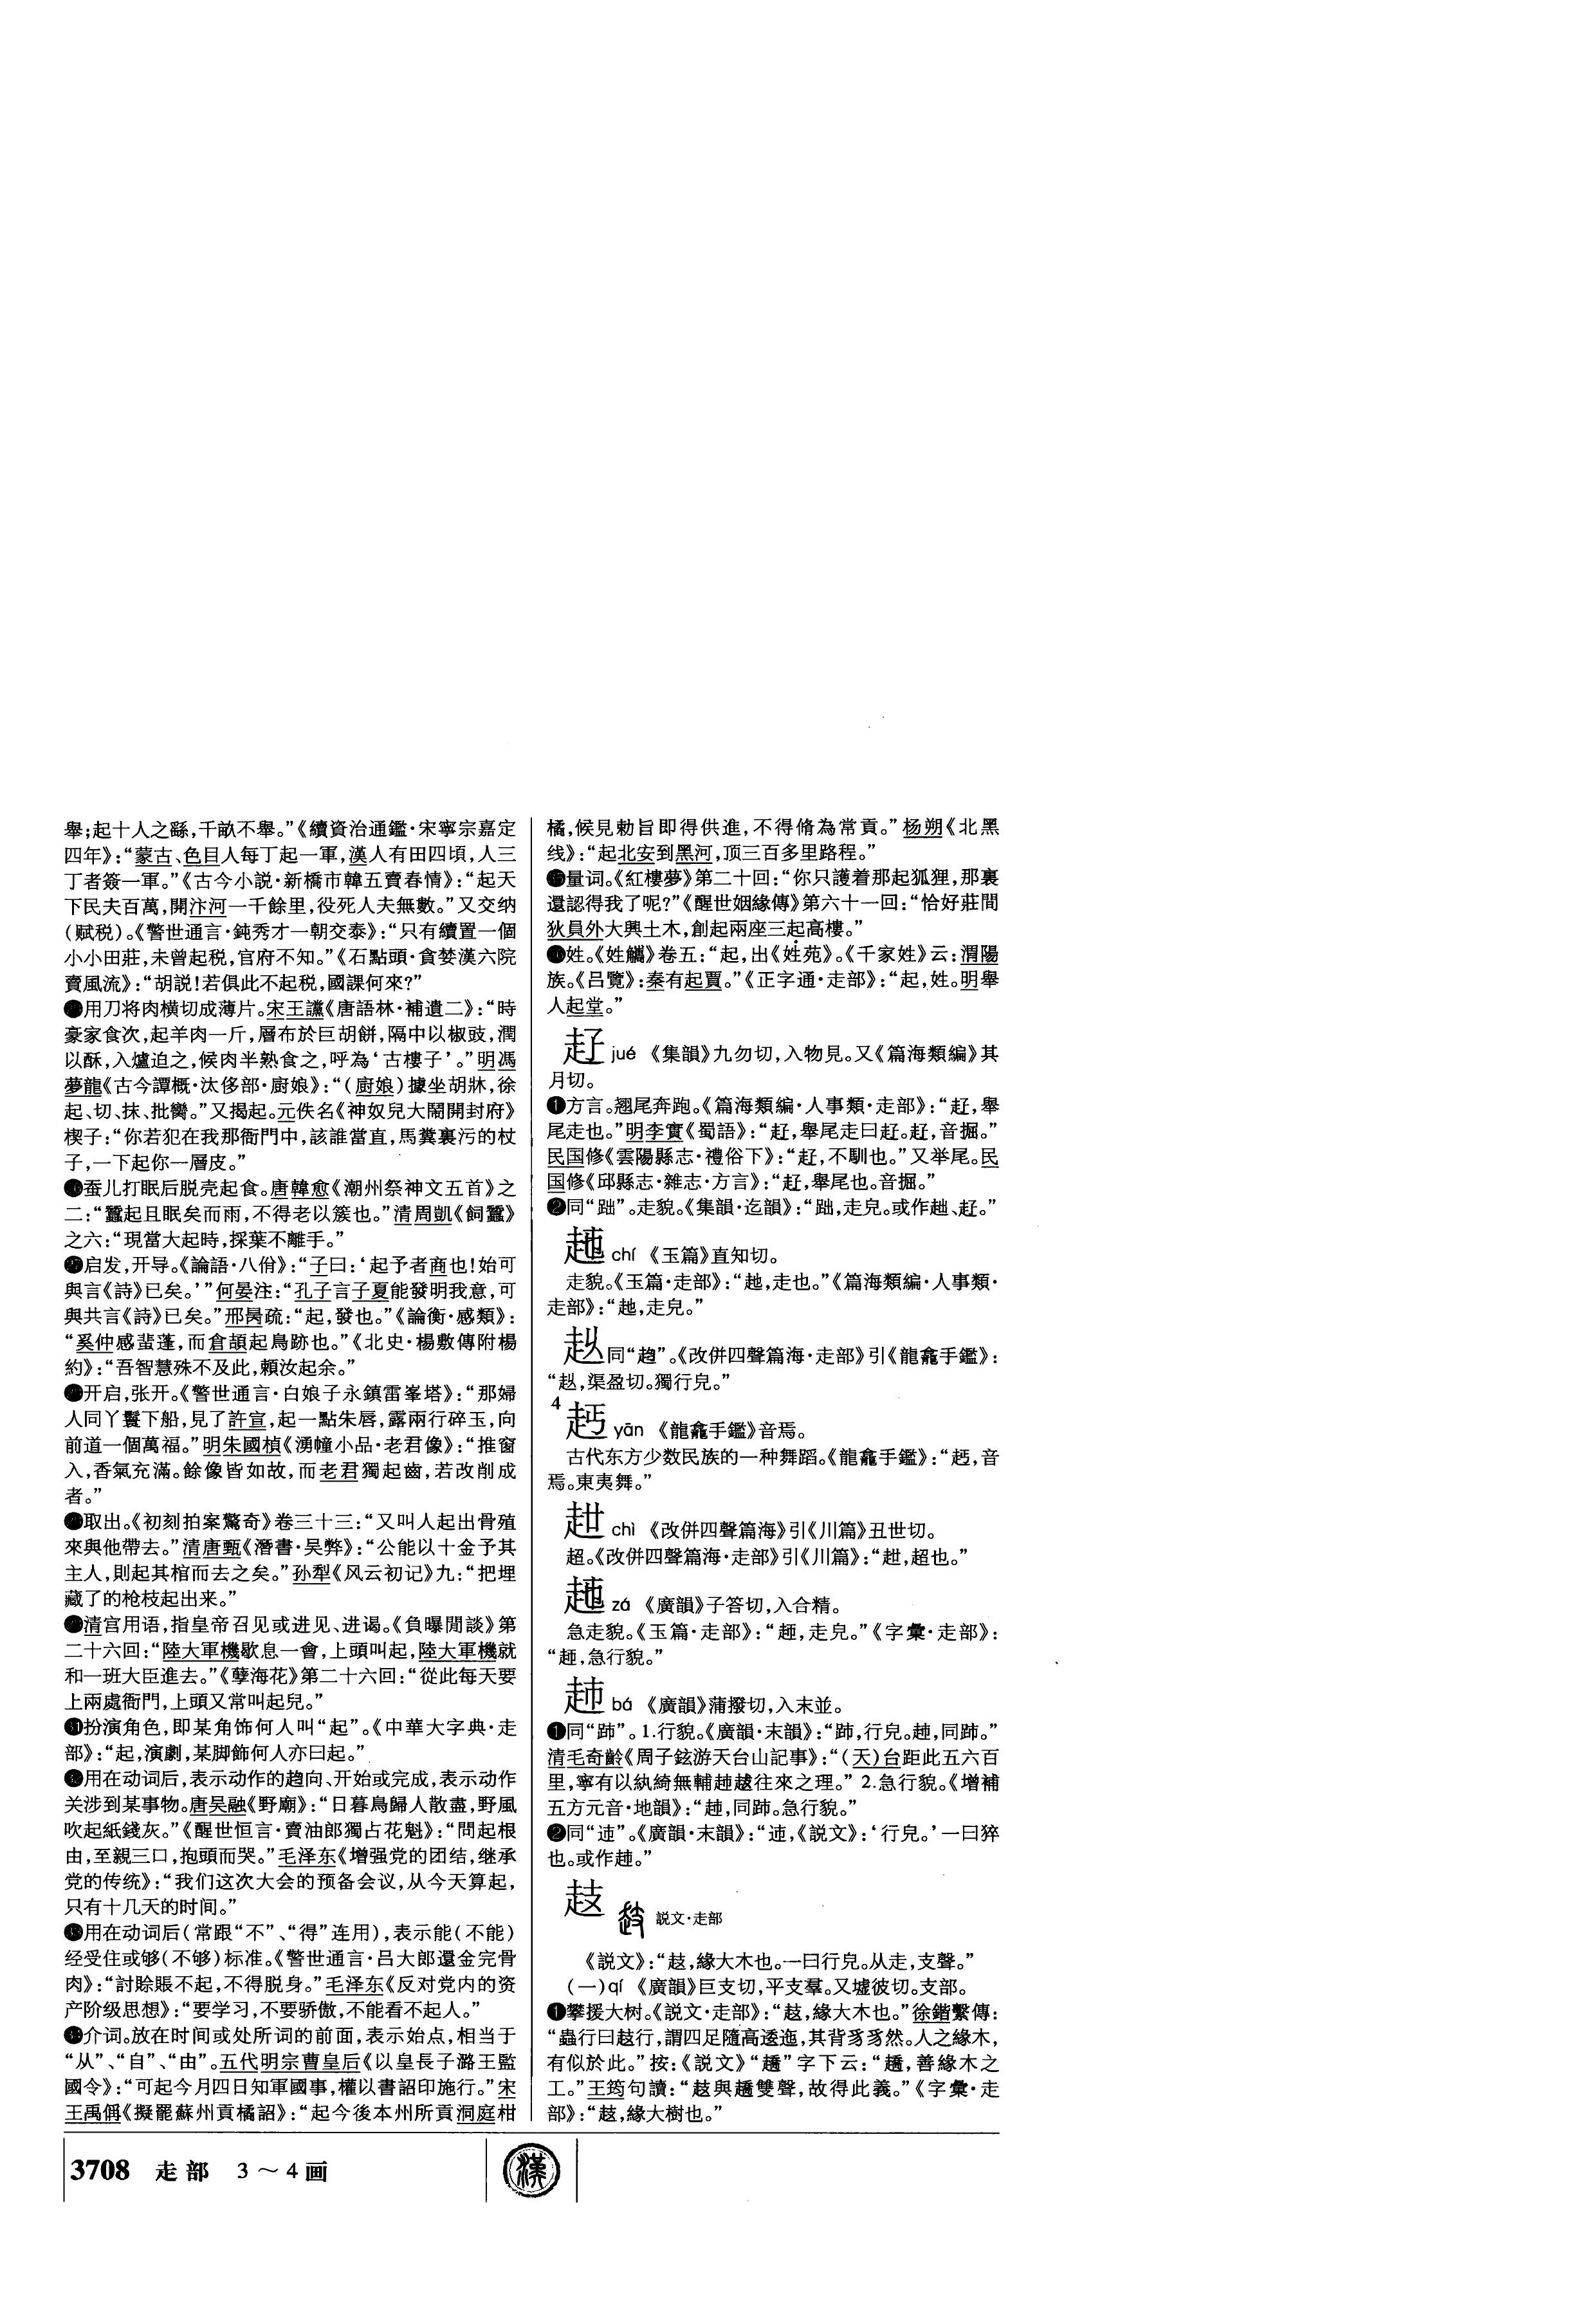 舉;起十人之繇,千畝不舉。”《續資治通鑑·宋寧宗嘉定
四年》:“蒙古、色目人每丁起一軍,漢人有田四頃,人三
丁者簽一軍。”《古今小説·新橋市韓五賣春情》:“起天
下民夫百萬,開汴河一千餘里,役死人夫無數。”又交纳
(赋税)。《警世通言·鈍秀才一朝交泰》:“只有續置一個
小小田莊,未曾起税,官府不知。”《石點頭·貪婪漢六院
賣風流》:“胡説!若俱此不起税,國課何來?”
㉕用刀将肉横切成薄片。宋王讜《唐語林·補遺二》:“時
豪家食次,起羊肉一斤,層布於巨胡餅,隔中以椒豉,潤
以酥,入爐迫之,候肉半熟食之,呼為‘古樓子’。”明馮
夢龍《古今譚概·汰侈部·廚娘》:“(廚娘)據坐胡牀,徐
起、切、抹、批臠。”又揭起。元佚名《神奴兒大鬧開封府》
楔子:“你若犯在我那衙門中,該誰當直,馬糞裏污的杖
子,一下起你一層皮。”
㉖蚕儿打眠后脱壳起食。唐韓愈《潮州祭神文五首》之
二:“蠶起且眠矣而雨,不得老以簇也。”清周凱《飼蠶》
之六:“現當大起時,採葉不離手。”
㉗启发,开导。《論語·八佾》:“子曰:‘起予者商也!始可
與言《詩》已矣。’”何晏注:“孔子言子夏能發明我意,可
與共言《詩》已矣。”邢昺疏:“起,發也。”《論衡·感類》:
“奚仲感蜚蓬,而倉頡起鳥跡也。”《北史·楊敷傳附楊
約》:“吾智慧殊不及此,賴汝起余。”
㉘开启,张开。《警世通言·白娘子永鎮雷峯塔》:“那婦
人同丫鬟下船,見了許宣,起一點朱唇,露兩行碎玉,向
前道一個萬福。”明朱國楨《湧幢小品·老君像》:“推窗
入,香氣充滿。餘像皆如故,而老君獨起齒,若改削成
者。”
㉙取出。《初刻拍案驚奇》卷三十三:“又叫人起出骨殖
來與他帶去。”清唐甄《潛書·吴弊》:“公能以十金予其
主人,則起其棺而去之矣。”孙犁《风云初记》九:“把埋
藏了的枪枝起出来。”
㉚清宫用语,指皇帝召见或进见、进谒。《負曝閒談》第
二十六回:“陸大軍機歇息一會,上頭叫起,陸大軍機就
和一班大臣進去。”《孽海花》第二十六回:“從此每天要
上兩處衙門,上頭又常叫起兒。”
㉛扮演角色,即某角饰何人叫“起”。《中華大字典·走
部》:“起,演劇,某脚飾何人亦曰起。”
㉜用在动词后,表示动作的趋向、开始或完成,表示动作
关涉到某事物。唐吴融《野廟》:“日暮鳥歸人散盡,野風
吹起紙錢灰。”《醒世恒言·賣油郎獨占花魁》:“問起根
由,至親三口,抱頭而哭。”毛泽东《增强党的团结,继承
党的传统》:“我们这次大会的预备会议,从今天算起,
只有十几天的时间。”
㉝用在动词后(常跟“不”、“得”连用),表示能(不能)
经受住或够(不够)标准。《警世通言·吕大郎還金完骨
肉》:“討賒賬不起,不得脱身。”毛泽东《反对党内的资
产阶级思想》:“要学习,不要骄傲,不能看不起人。”
㉞介词。放在时间或处所词的前面,表示始点,相当于
“从”、“自”、“由”。五代明宗曹皇后《以皇長子潞王監
國令》:“可起今月四日知軍國事,權以書詔印施行。”宋
王禹偁《擬罷蘇州貢橘詔》:“起今後本州所貢洞庭柑
橘,候見勅旨即得供進,不得脩為常貢。”杨朔《北黑
线》:“起北安到黑河,顶三百多里路程。”
㉟量词。《紅樓夢》第二十回:“你只護着那起狐狸,那裏
還認得我了呢?”《醒世姻緣傳》第六十一回:“恰好莊間
狄員外大興土木,創起兩座三起高樓。”
㊱姓。《姓觿》卷五:“起,出《姓苑》。《千家姓》云:渭陽
族。《吕覽》:秦有起賈。”《正字通·走部》:“起,姓。明舉
人起堂。”
𧺐 jué 《集韻》九勿切,入物見。又《篇海類編》其
月切。
❶方言。翘尾奔跑。《篇海類編·人事類·走部》:“𧺐,舉
尾走也。”明李實《蜀語》:“𧺐,舉尾走曰𧺐。𧺐,音掘。”
民国修《雲陽縣志·禮俗下》:“𧺐,不馴也。”又举尾。民
国修《邱縣志·雜志·方言》:“𧺐,舉尾也。音掘。”
❷同“䟣”。走貌。《集韻·迄韻》:“䟣,走皃。或作䞷、𧺐。”
chí 《玉篇》直知切。
走貌。《玉篇·走部》:“䞾,走也。”《篇海類編·人事類·
走部》:“䞾,走皃。”
同“趥”。《改併四聲篇海·走部》引《龍龕手鑑》:
渠盈切。獨行皃。”
4
yān 《龍龕手鑑》音焉。
古代东方少数民族的一种舞蹈。《龍龕手鑑》:音
焉。東夷舞。”
chì 《改併四聲篇海》引《川篇》丑世切。
超。《改併四聲篇海·走部》引《川篇》:超也。”
zá 《廣韻》子答切,入合精。
急走貌。《玉篇·走部》:走皃。”《字彙·走部》:
急行貌。”
bá 《廣韻》蒲撥切,入末並。
❶同“䟛”。1.行貌。《廣韻·末韻》:“䟛,行皃。同䟛。”
清毛奇齡《周子鉉游天台山記事》:“(天)台距此五六百
里,寧有以紈綺無輔往來之理。” 2.急行貌。《增補
五方元音·地韻》:同䟛。急行貌。”
❷同“迊”。《廣韻·末韻》:《説文》:‘行皃。’一曰猝
也。或作
䞚 説文·走部
《説文》:“䞚,緣大木也。一曰行皃。从走,支聲。”
(一)qí 《廣韻》巨支切,平支羣。又墟彼切。支部。
❶攀援大树。《説文·走部》:“䞚,緣大木也。”徐鍇繫傳:
“蟲行曰䞚行,謂四足隨高逶迤,其背豸豸然。人之緣木,
有似於此。”按:《説文》“趫”字下云:“趫,善緣木之
工。”王筠句讀:“䞚與趫雙聲,故得此義。”《字彙·走
部》:“䞚,緣大樹也。”
3708 走部 3～4画
漢